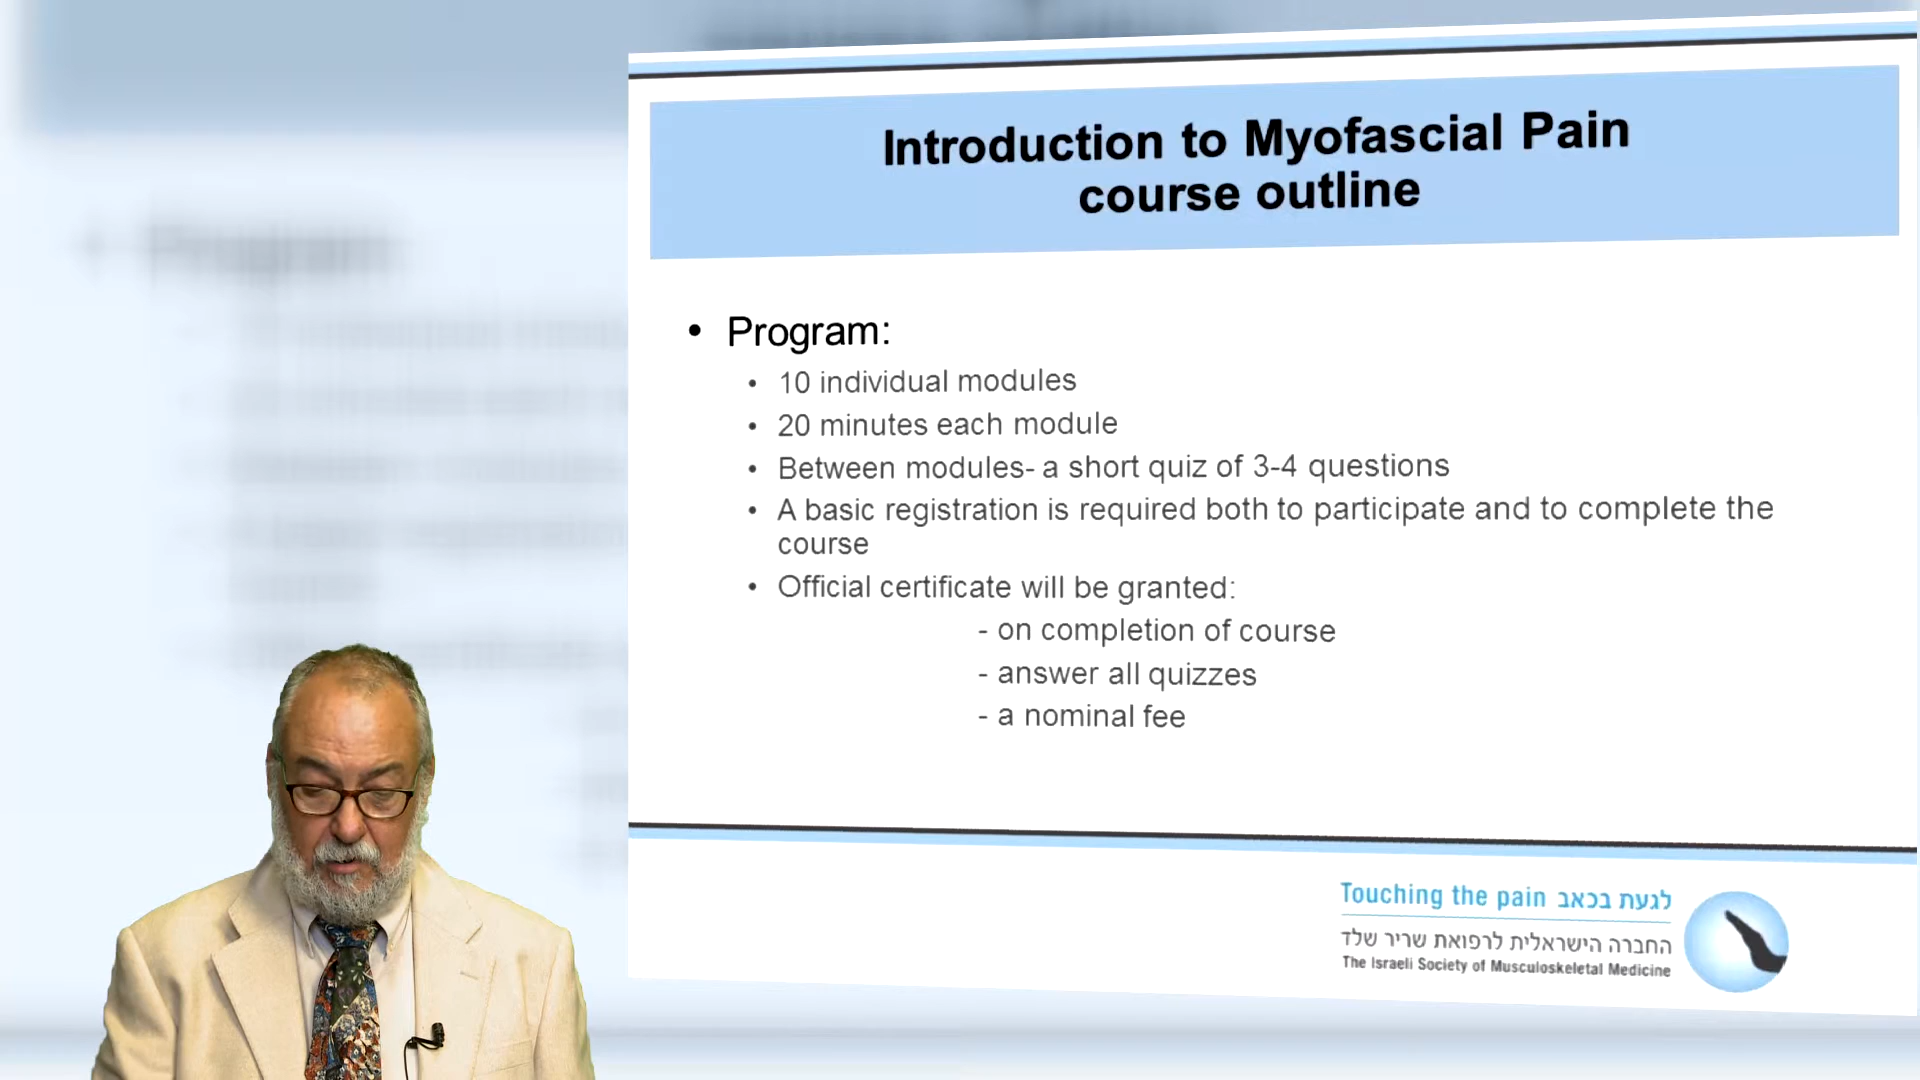 Introduction to Myofascial Pain
course outline
• Program:
• 10 individual modules
• 20 minutes each module
• Between modules- a short quiz of 3-4 questions
• A basic registration is required both to participate and to complete the
course
• Official certificate will be granted:
- on completion of course
- answer all quizzes
- a nominal fee
Touching the pain לגעת בכאב
החברה הישראלית לרפואת שריר שלד
The Israeli Society of Musculoskeletal Medicine